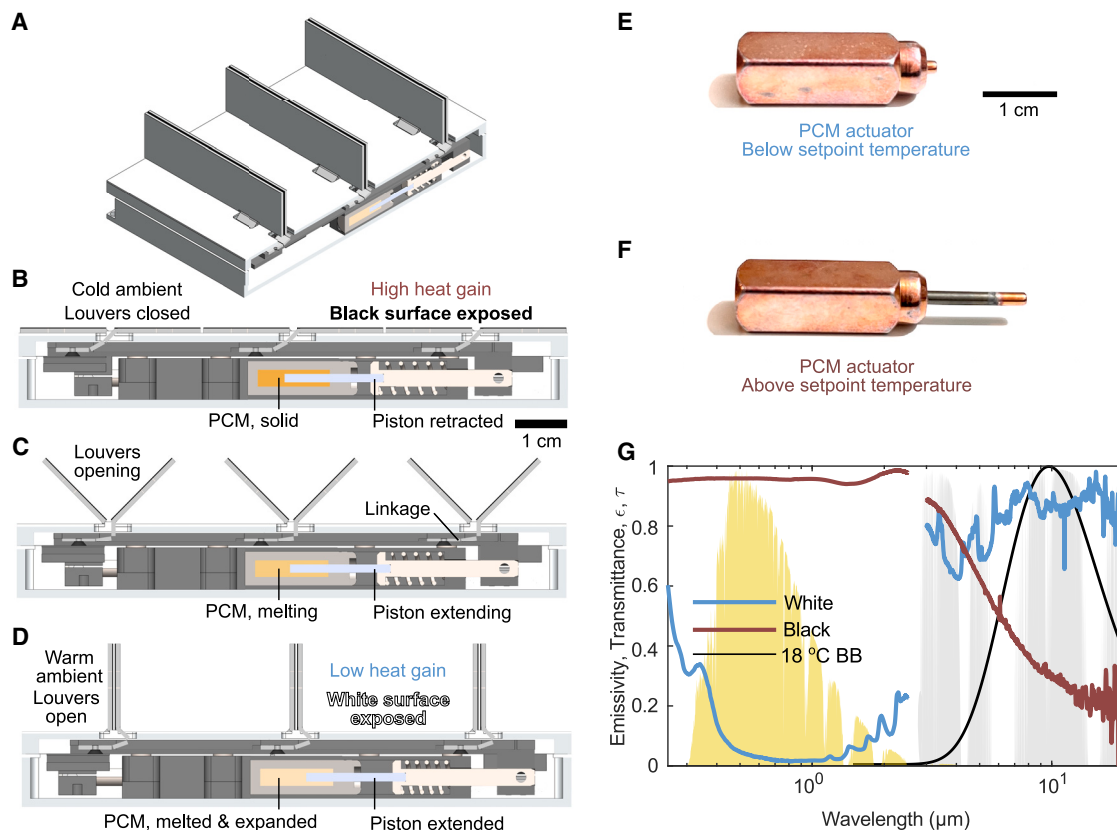 A
B
Cold ambient
Louvers closed
High heat gain
Black surface exposed
PCM, solid
Piston retracted
1 cm
C
Louvers
opening
Linkage
PCM, melting
Piston extending
D
Warm
ambient
Louvers
open
Low heat gain
White surface
exposed
PCM, melted & expanded
Piston extended
E
1 cm
PCM actuator
Below setpoint temperature
F
PCM actuator
Above setpoint temperature
G
Emissivity, Transmittance, ϵ, τ
1
0.8
0.6
0.4
0.2
0
White
Black
18 °C BB
10⁰
10¹
Wavelength (μm)